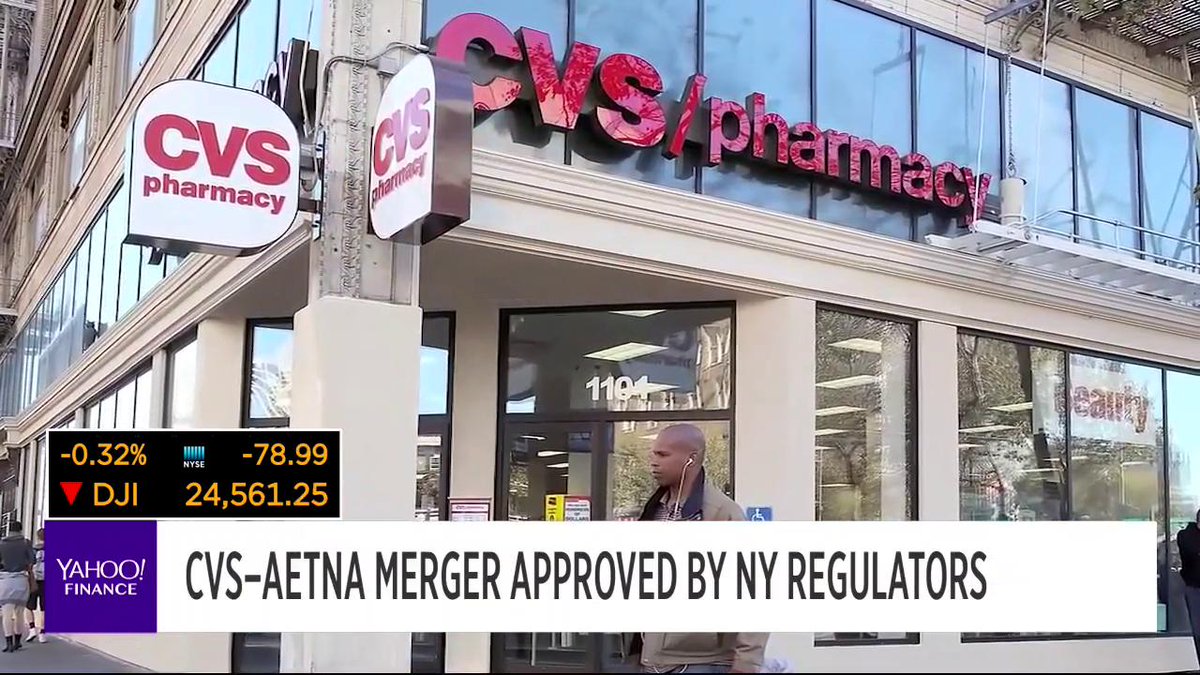 CVS/pharmacy
CVS
pharmacy
CVS
pharmacy
1101
beauty
-0.32% NYSE -78.99
DJI 24,561.25
YAHOO!
FINANCE
CVS–AETNA MERGER APPROVED BY NY REGULATORS